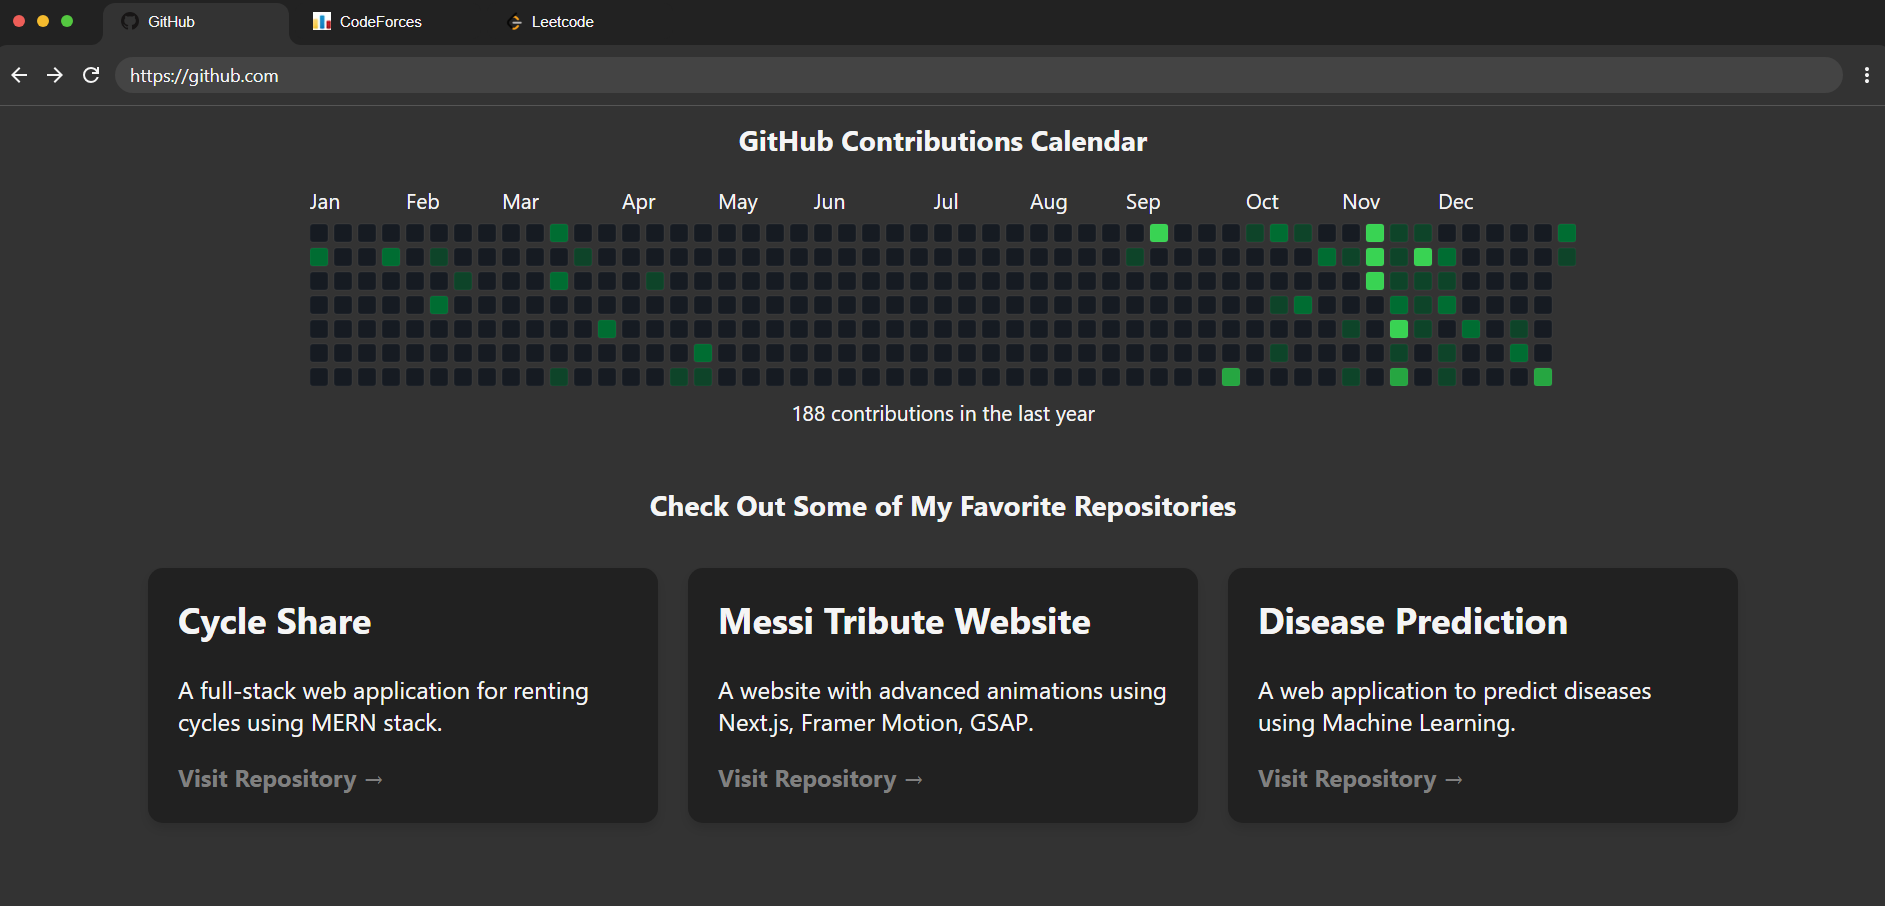 GitHub CodeForces Leetcode
https://github.com
GitHub Contributions Calendar
Jan Feb Mar Apr May Jun Jul Aug Sep Oct Nov Dec
188 contributions in the last year
Check Out Some of My Favorite Repositories
Cycle Share
A full-stack web application for renting
cycles using MERN stack.
Visit Repository →
Messi Tribute Website
A website with advanced animations using
Next.js, Framer Motion, GSAP.
Visit Repository →
Disease Prediction
A web application to predict diseases
using Machine Learning.
Visit Repository →